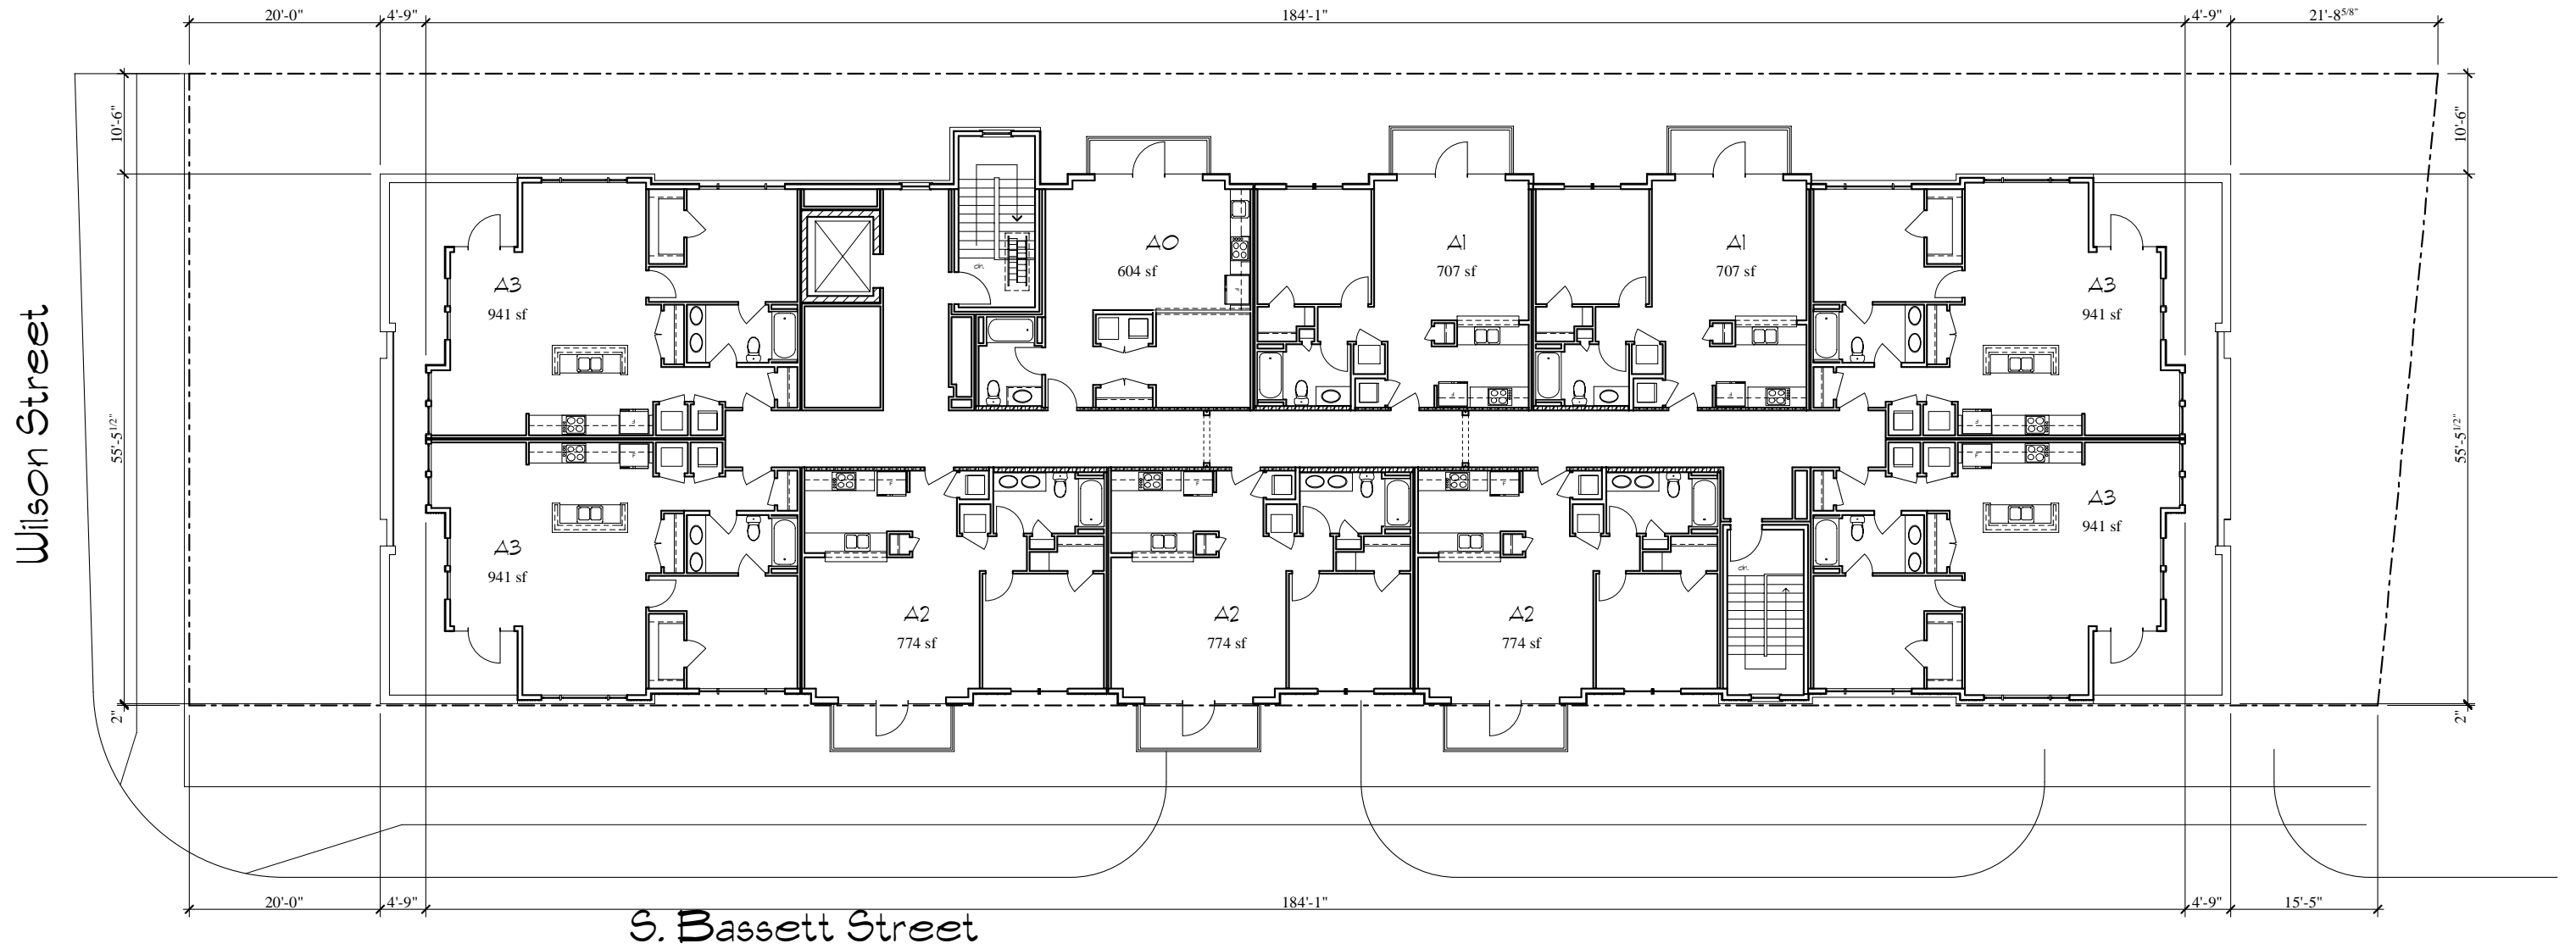 20'-0" 4'-9" 184'-1" 4'-9" 21'-8 5/8"
10'-6" 10'-6"
A0 A1 A1
604 sf 707 sf 707 sf
dn.
A3 A3
941 sf 941 sf
Wilson Street
55'-5 1/2" 55'-5 1/2"
F F F F F
F F F F F
A3 A3
941 sf 941 sf
dn.
A2 A2 A2
774 sf 774 sf 774 sf
2" 2"
20'-0" 4'-9" 184'-1" 4'-9" 15'-5"
S. Bassett Street